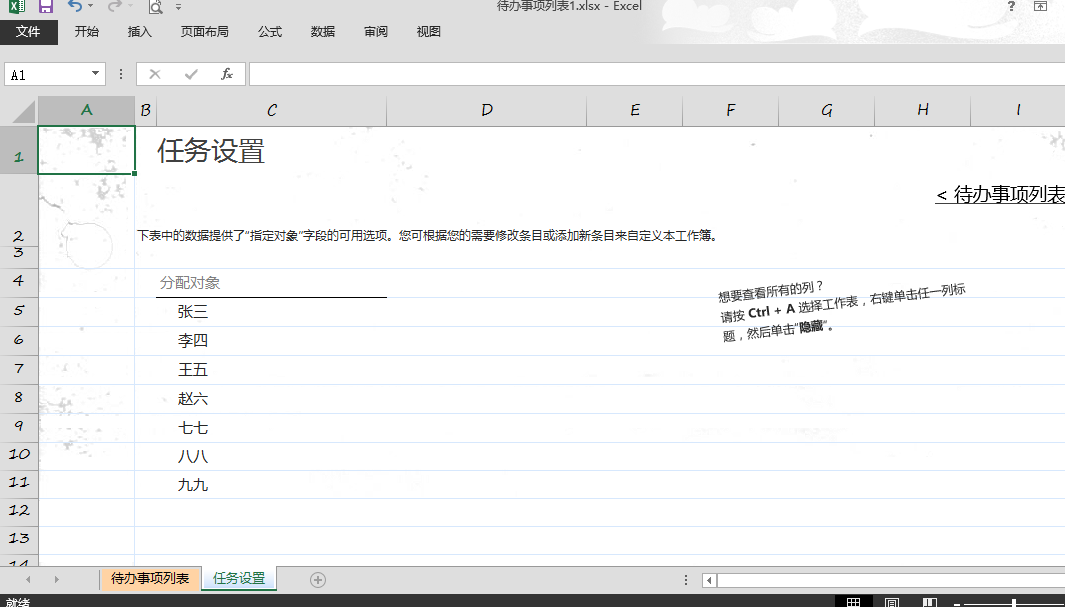 待办事项列表1.xlsx - Excel
?
文件 开始 插入 页面布局 公式 数据 审阅 视图
A1 fx
A B C D E F G H I
1 任务设置
< 待办事项列表
2 下表中的数据提供了"指定对象"字段的可用选项。您可根据您的需要修改条目或添加新条目来自定义本工作簿。
3
4 分配对象
5 张三
6 李四
7 王五
8 赵六
9 七七
10 八八
11 九九
12
13
14
想要查看所有的列？
请按 Ctrl + A 选择工作表，右键单击任一列标
题，然后单击"隐藏"。
待办事项列表 任务设置
就绪